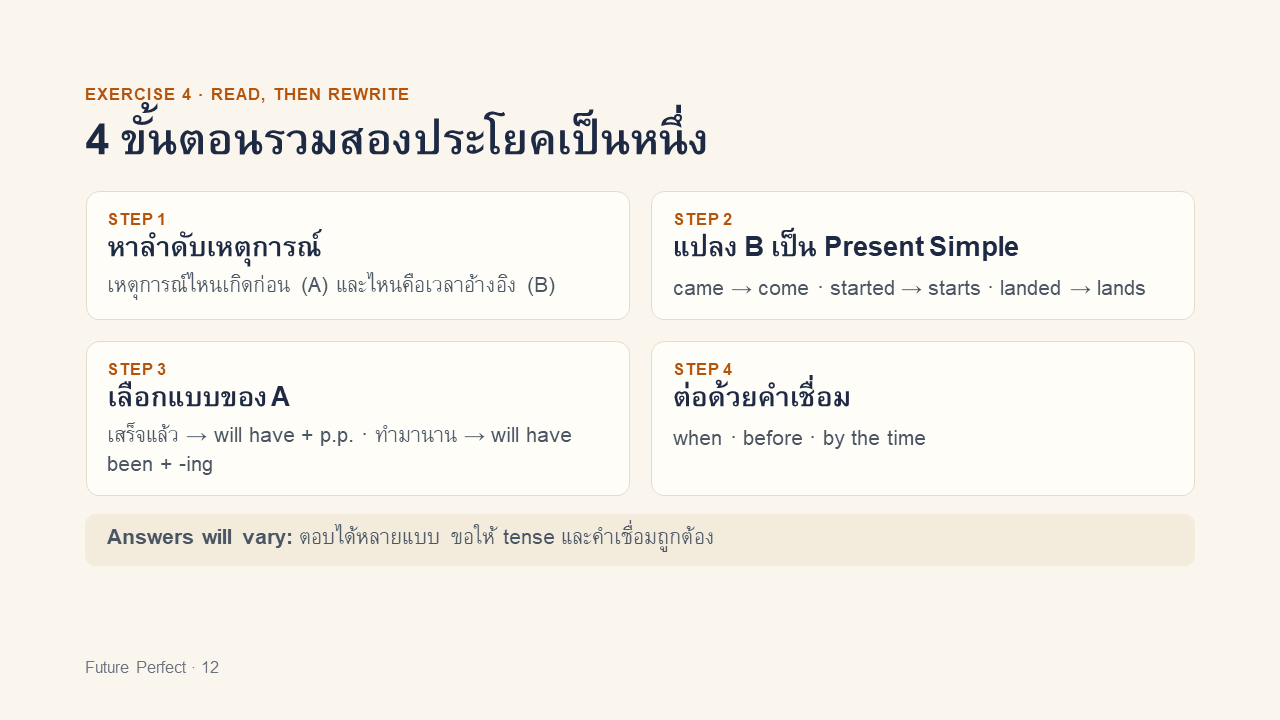 EXERCISE 4 · READ, THEN REWRITE
4 ขั้นตอนรวมสองประโยคเป็นหนึ่ง
STEP 1
หาลำดับเหตุการณ์
เหตุการณ์ไหนเกิดก่อน (A) และไหนคือเวลาอ้างอิง (B)
STEP 2
แปลง B เป็น Present Simple
came → come · started → starts · landed → lands
STEP 3
เลือกแบบของ A
เสร็จแล้ว → will have + p.p. · ทำมานาน → will have
been + -ing
STEP 4
ต่อด้วยคำเชื่อม
when · before · by the time
Answers will vary: ตอบได้หลายแบบ ขอให้ tense และคำเชื่อมถูกต้อง
Future Perfect · 12